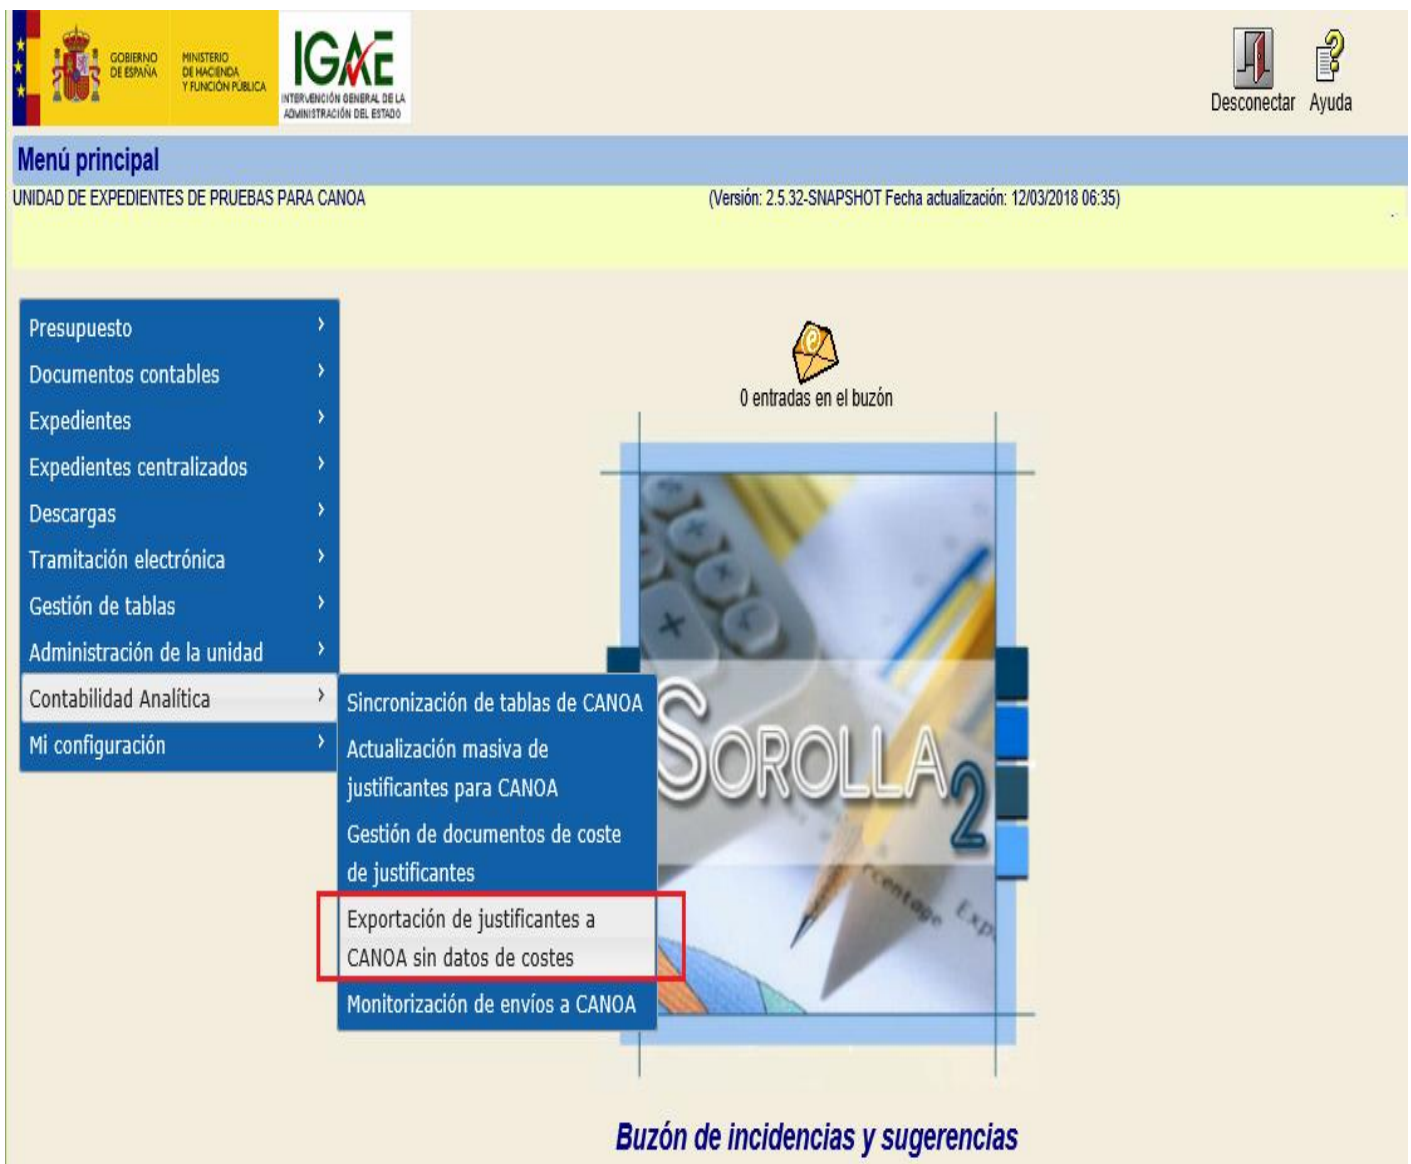 GOBIERNO
DE ESPAÑA
MINISTERIO
DE HACIENDA
Y FUNCIÓN PÚBLICA
IGAE
INTERVENCIÓN GENERAL DE LA
ADMINISTRACIÓN DEL ESTADO
Desconectar Ayuda
Menú principal
UNIDAD DE EXPEDIENTES DE PRUEBAS PARA CANOA
(Versión: 2.5.32-SNAPSHOT Fecha actualización: 12/03/2018 06:35)
0 entradas en el buzón
Presupuesto
Documentos contables
Expedientes
Expedientes centralizados
Descargas
Tramitación electrónica
Gestión de tablas
Administración de la unidad
Contabilidad Analítica
Mi configuración
Sincronización de tablas de CANOA
Actualización masiva de
justificantes para CANOA
Gestión de documentos de coste
de justificantes
Exportación de justificantes a
CANOA sin datos de costes
Monitorización de envíos a CANOA
SOROLLA2
rcentage
Buzón de incidencias y sugerencias